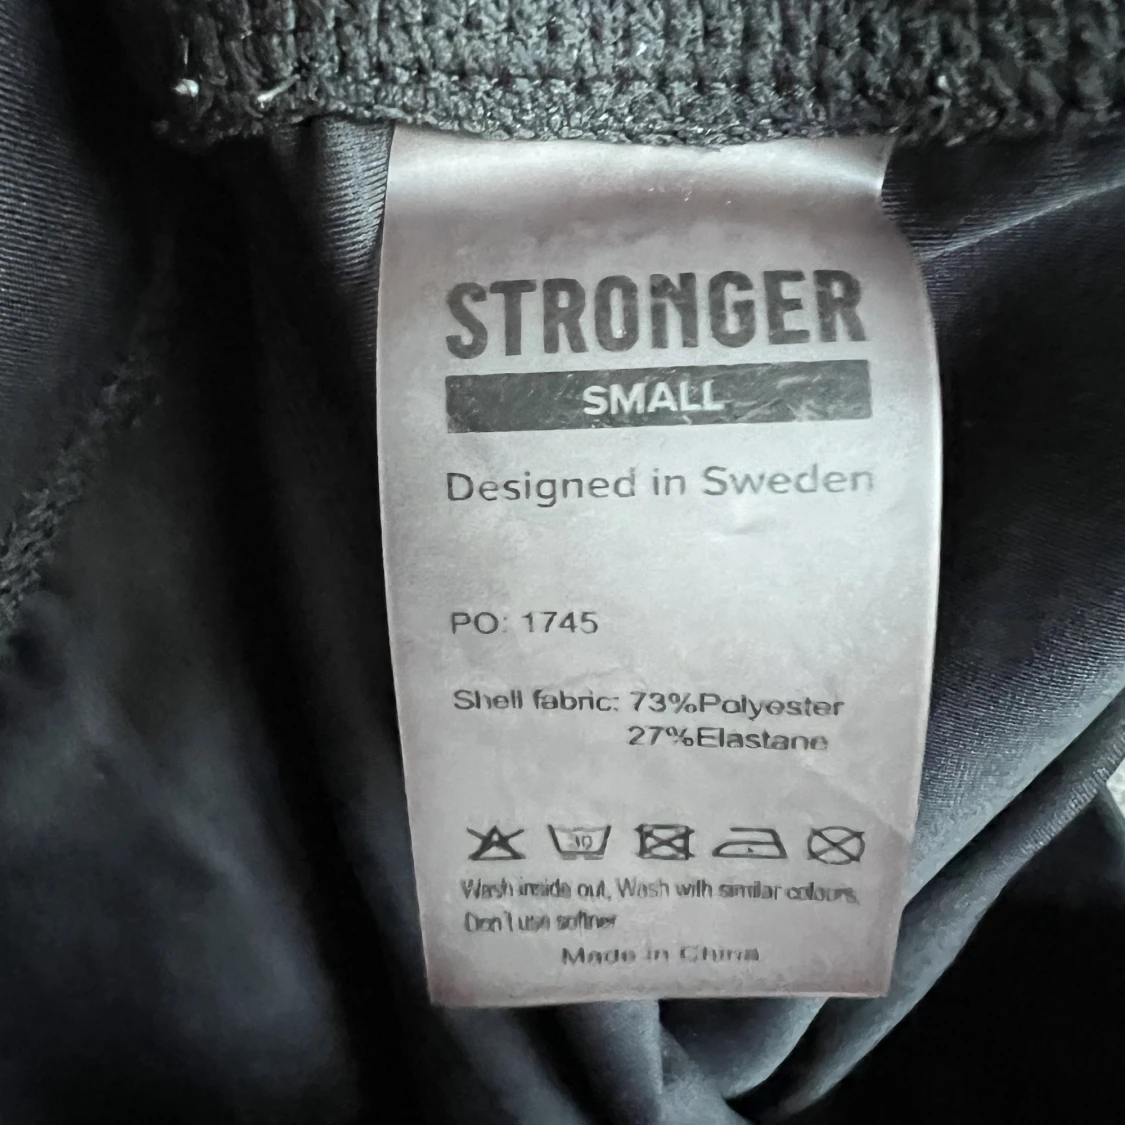 STRONGER
SMALL
Designed in Sweden
PO: 1745
Shell fabric: 73%Polyester
27%Elastane
Wash inside out, Wash with similar colours,
Don't use softner
Made in China